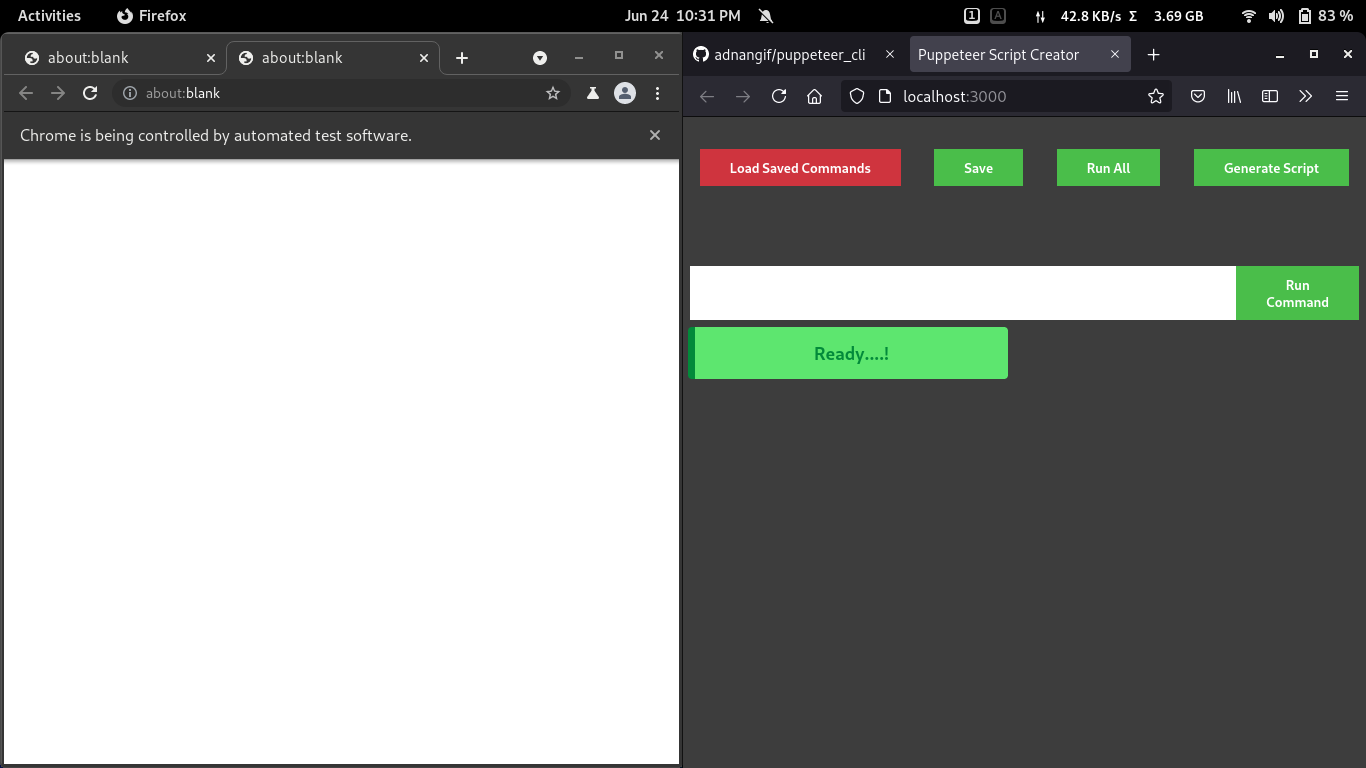 Activities Firefox Jun 24 10:31 PM 1 A 42.8 KB/s Σ 3.69 GB 83 %
about:blank about:blank
about:blank
Chrome is being controlled by automated test software.
adnangif/puppeteer_cli Puppeteer Script Creator
localhost:3000
Load Saved Commands Save Run All Generate Script
Run
Command
Ready....!